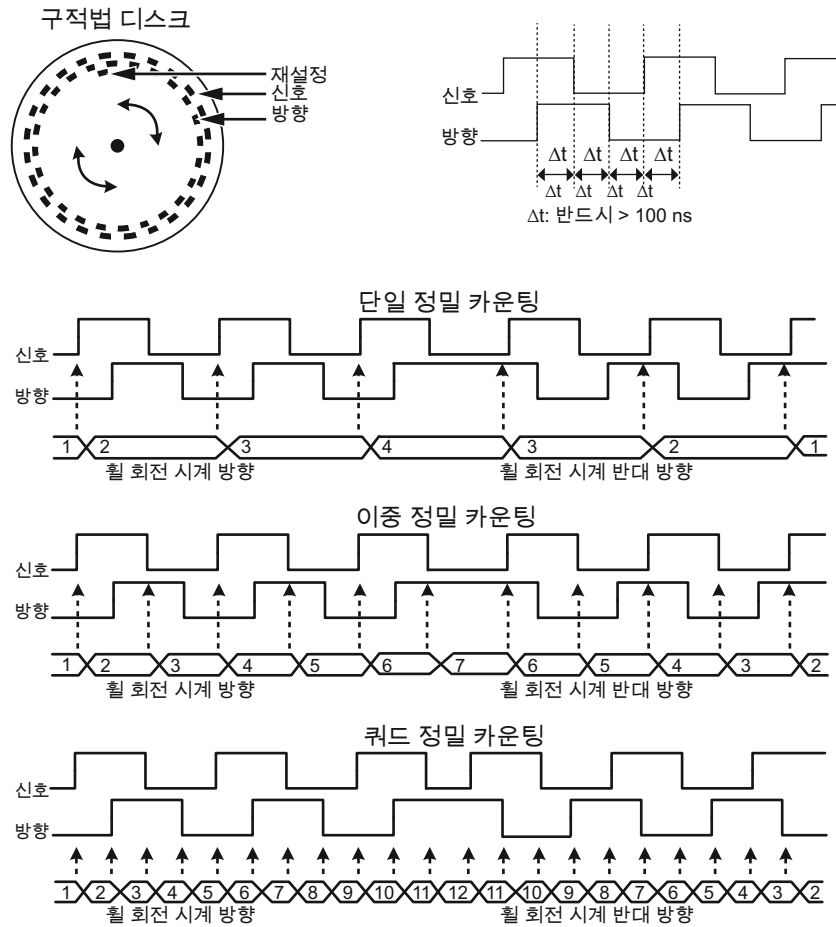 구적법 디스크
재설정
신호
방향
신호
방향
Δt Δt Δt Δt
Δt Δt Δt Δt
Δt: 반드시 > 100 ns
단일 정밀 카운팅
신호
방향
1 2 3 4 3 2 1
휠 회전 시계 방향 휠 회전 시계 반대 방향
이중 정밀 카운팅
신호
방향
1 2 3 4 5 6 7 6 5 4 3 2
휠 회전 시계 방향 휠 회전 시계 반대 방향
쿼드 정밀 카운팅
신호
방향
1 2 3 4 5 6 7 8 9 10 11 12 11 10 9 8 7 6 5 4 3 2
휠 회전 시계 방향 휠 회전 시계 반대 방향